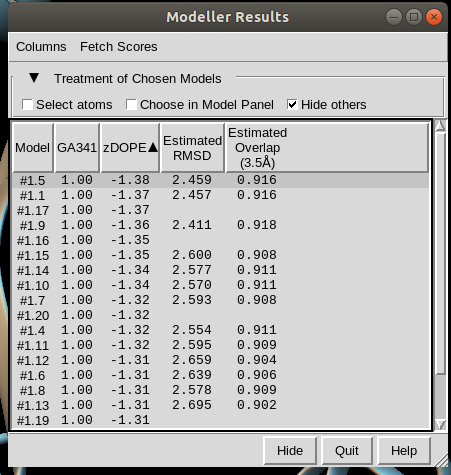 Modeller Results
Columns Fetch Scores
Treatment of Chosen Models
Select atoms Choose in Model Panel Hide others
Model GA341 zDOPE▲ Estimated RMSD Estimated Overlap (3.5Å)
#1.5 1.00 -1.38 2.459 0.916
#1.1 1.00 -1.37 2.457 0.916
#1.17 1.00 -1.37
#1.9 1.00 -1.36 2.411 0.918
#1.16 1.00 -1.35
#1.15 1.00 -1.35 2.600 0.908
#1.14 1.00 -1.34 2.577 0.911
#1.10 1.00 -1.34 2.570 0.911
#1.7 1.00 -1.32 2.593 0.908
#1.20 1.00 -1.32
#1.4 1.00 -1.32 2.554 0.911
#1.11 1.00 -1.32 2.595 0.909
#1.12 1.00 -1.31 2.659 0.904
#1.6 1.00 -1.31 2.639 0.906
#1.8 1.00 -1.31 2.578 0.909
#1.13 1.00 -1.31 2.695 0.902
#1.19 1.00 -1.31
Hide Quit Help